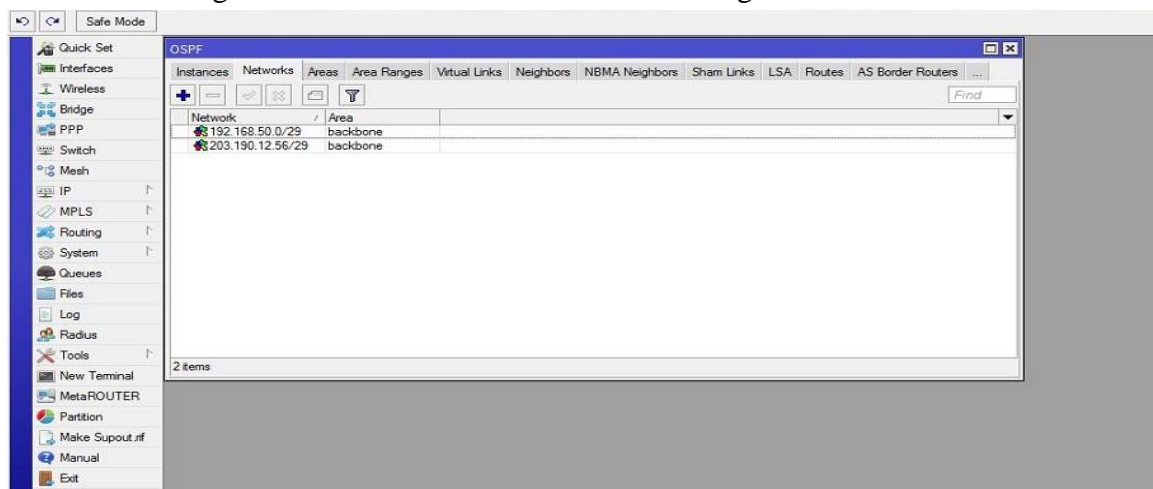 Safe Mode
Quick Set
Interfaces
Wireless
Bridge
PPP
Switch
Mesh
IP
MPLS
Routing
System
Queues
Files
Log
Radius
Tools
New Terminal
MetaROUTER
Partition
Make Supout.rif
Manual
Exit
OSPF
Instances Networks Areas Area Ranges Virtual Links Neighbors NBMA Neighbors Sham Links LSA Routes AS Border Routers ...
Find
Network / Area
192.168.50.0/29 backbone
203.190.12.56/29 backbone
2 items